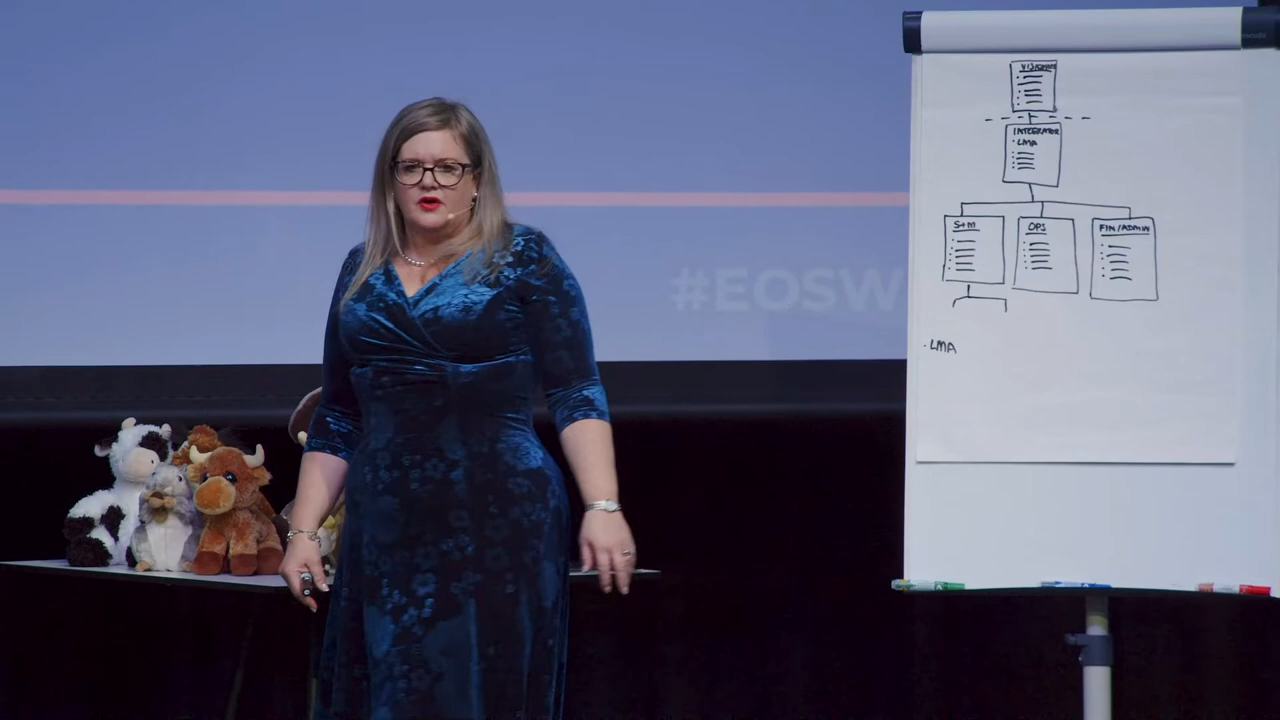 VISIONARY
INTEGRATOR
· LMA
S+M
OPS
FIN/ADMIN
· LMA
#EOSW